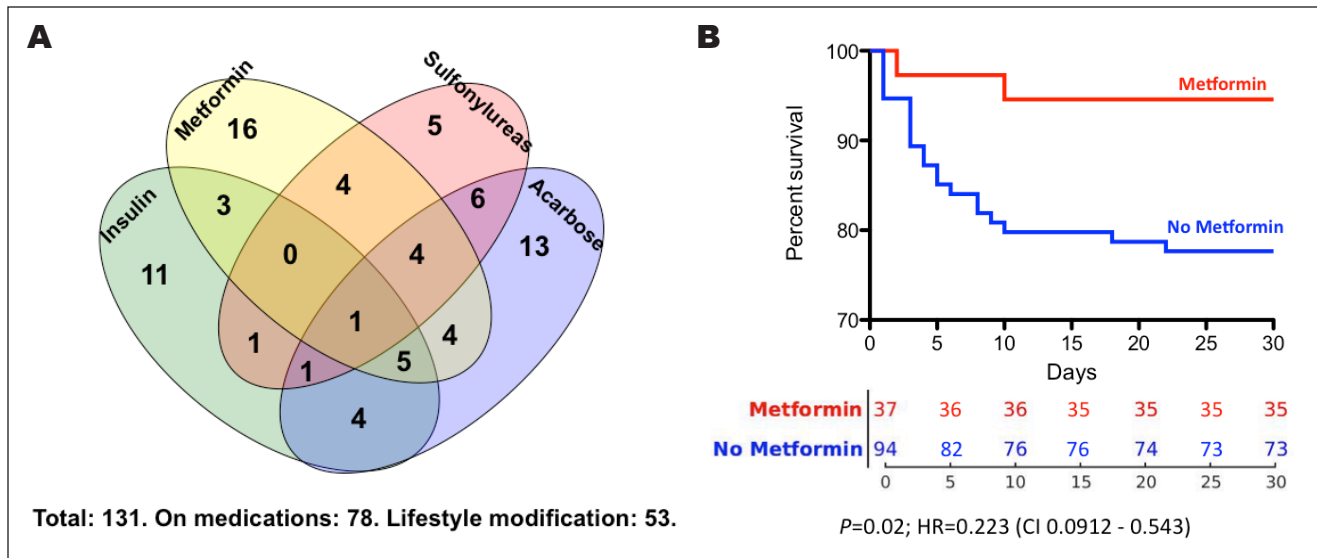 A
Metformin
Sulfonylureas
Insulin
Acarbose
16
5
4
3
6
13
0
4
11
1
1
4
1
5
4
Total: 131. On medications: 78. Lifestyle modification: 53.
B
Percent survival
100
90
80
70
Metformin
No Metformin
0 5 10 15 20 25 30
Days
Metformin 37 36 36 35 35 35 35
No Metformin 94 82 76 76 74 73 73
0 5 10 15 20 25 30
P=0.02; HR=0.223 (CI 0.0912 - 0.543)